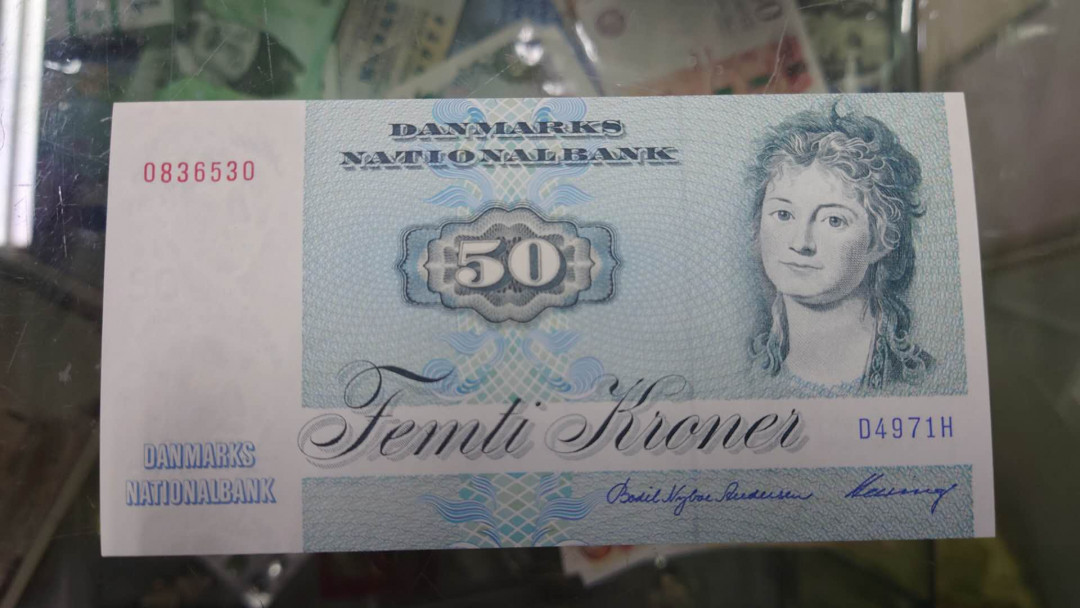 0836530
DANMARKS
NATIONALBANK
50
Femti Kroner
D4971H
DANMARKS
NATIONALBANK
Bodil Nyboe Andersen